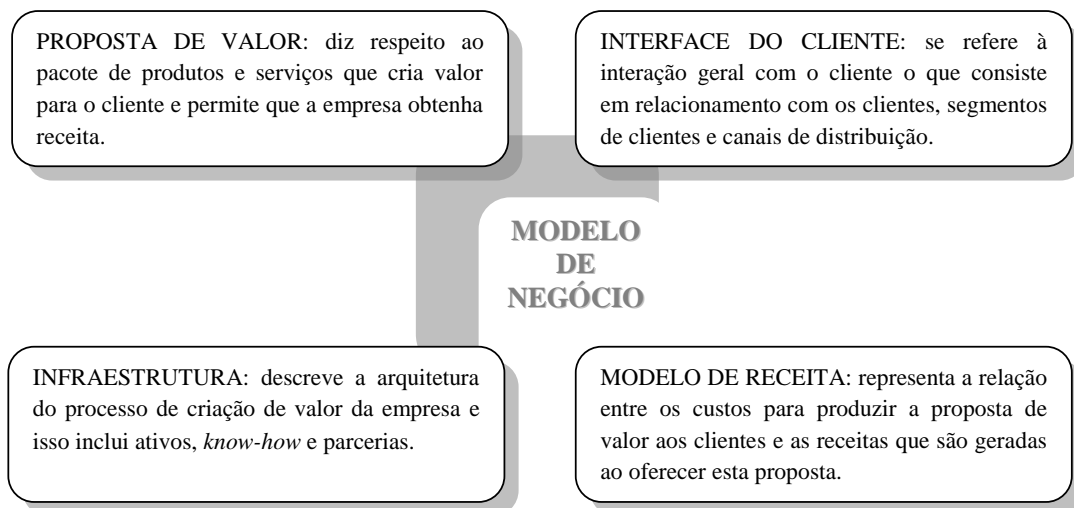 PROPOSTA DE VALOR: diz respeito ao
pacote de produtos e serviços que cria valor
para o cliente e permite que a empresa obtenha
receita.
INTERFACE DO CLIENTE: se refere à
interação geral com o cliente o que consiste
em relacionamento com os clientes, segmentos
de clientes e canais de distribuição.
MODELO
DE
NEGÓCIO
INFRAESTRUTURA: descreve a arquitetura
do processo de criação de valor da empresa e
isso inclui ativos, know-how e parcerias.
MODELO DE RECEITA: representa a relação
entre os custos para produzir a proposta de
valor aos clientes e as receitas que são geradas
ao oferecer esta proposta.